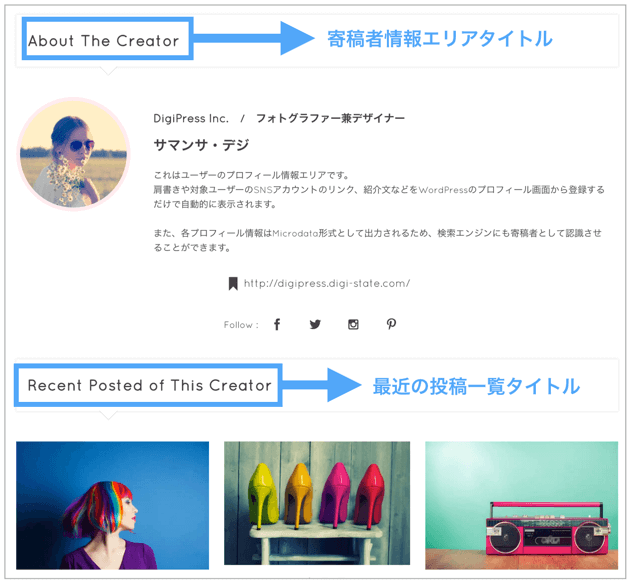 About The Creator
寄稿者情報エリアタイトル
DigiPress Inc. / フォトグラファー兼デザイナー
サマンサ・デジ
これはユーザーのプロフィール情報エリアです。
肩書きや対象ユーザーのSNSアカウントのリンク、紹介文などをWordPressのプロフィール画面から登録する
だけで自動的に表示されます。
また、各プロフィール情報はMicrodata形式として出力されるため、検索エンジンにも寄稿者として認識させ
ることができます。
http://digipress.digi-state.com/
Follow :
Recent Posted of This Creator
最近の投稿一覧タイトル